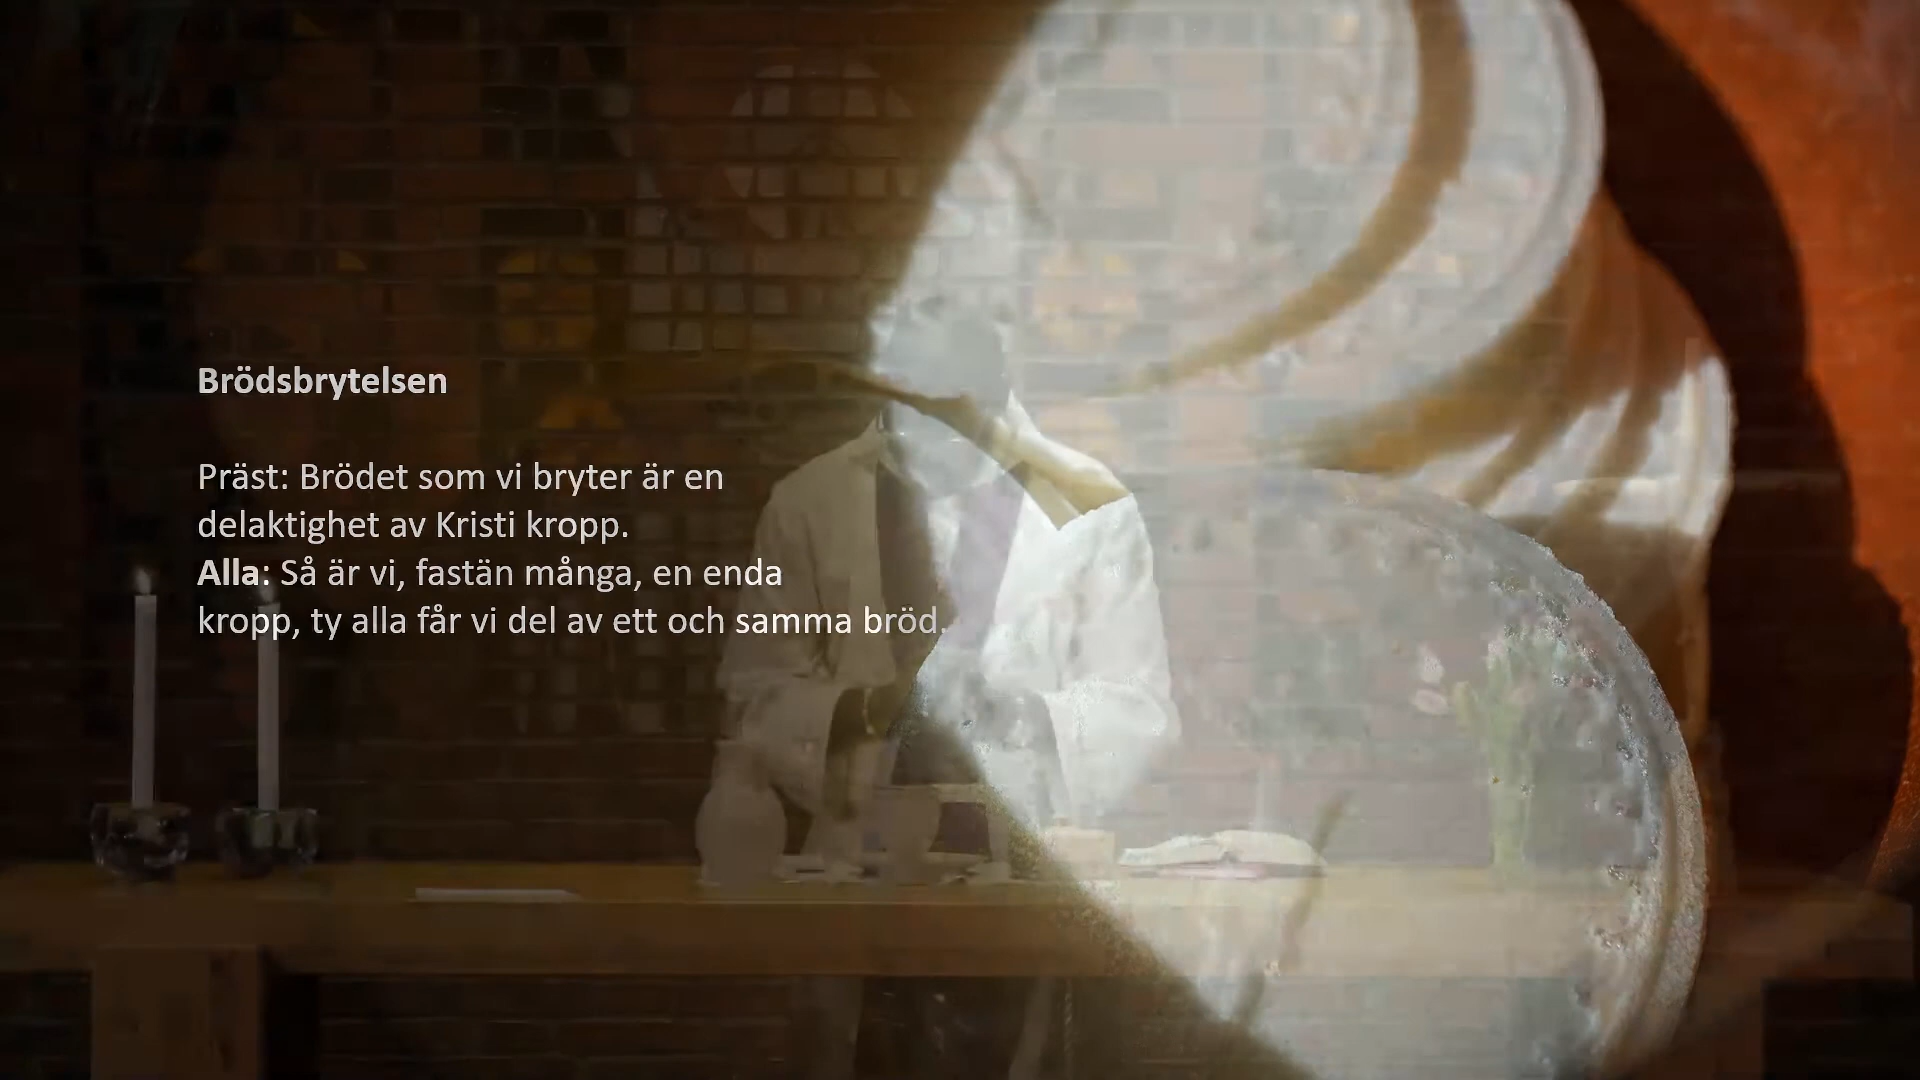 Brödsbrytelsen
Präst: Brödet som vi bryter är en
delaktighet av Kristi kropp.
Alla: Så är vi, fastän många, en enda
kropp, ty alla får vi del av ett och samma bröd.